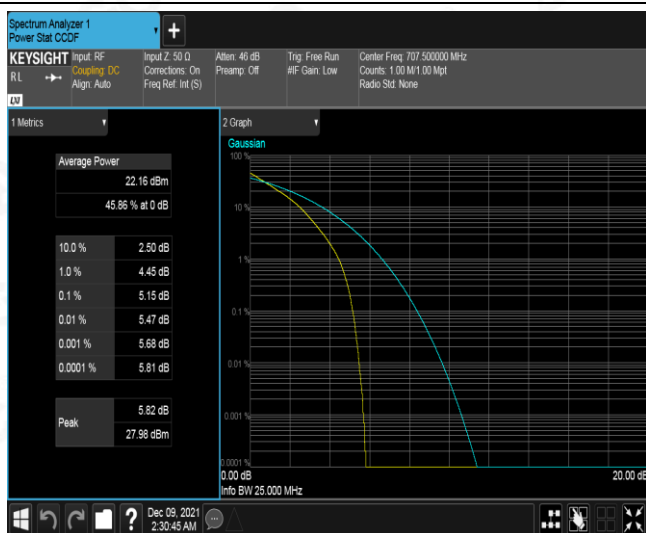 Spectrum Analyzer 1
Power Stat CCDF
KEYSIGHT
RL
LXI
Input: RF
Coupling: DC
Align: Auto
Input Z: 50 Ω
Corrections: On
Freq Ref: Int (S)
Atten: 46 dB
Preamp: Off
Trig: Free Run
#IF Gain: Low
Center Freq: 707.500000 MHz
Counts: 1.00 M/1.00 Mpt
Radio Std: None
1 Metrics
Average Power
22.16 dBm
45.86 % at 0 dB
10.0 % 2.50 dB
1.0 % 4.45 dB
0.1 % 5.15 dB
0.01 % 5.47 dB
0.001 % 5.68 dB
0.0001 % 5.81 dB
Peak
5.82 dB
27.98 dBm
2 Graph
Gaussian
100 %
10 %
1 %
0.1 %
0.01 %
0.001 %
0.0001 %
0.00 dB
20.00 dB
Info BW 25.000 MHz
?
Dec 09, 2021
2:30:45 AM